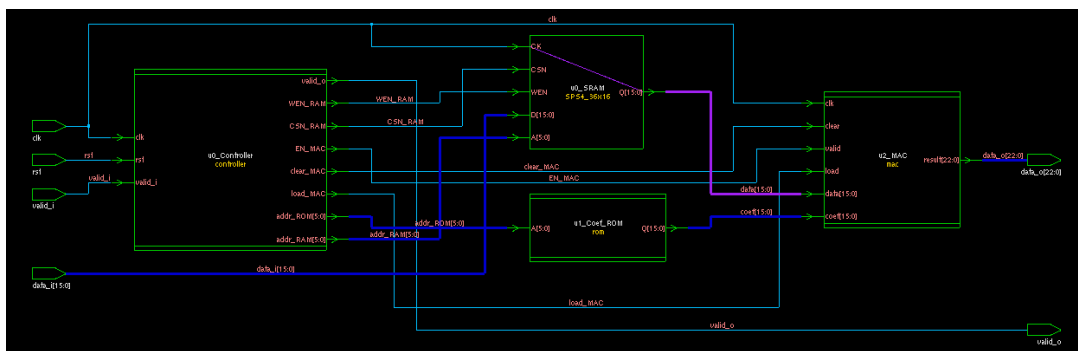 clk
valid_o
CK
CSN
u0_SRAM
WEN
SPS4_36x16
Q[15:0]
WEN_RAM
WEN_RAM
D[15:0]
clk
CSN_RAM
CSN_RAM
A[5:0]
clear
clk
clk
EN_MAC
valid
u2_MAC
rst
rst
u0_Controller
controller
clear_MAC
clear_MAC
EN_MAC
load
mac
result[22:0]
data_o[22:0]
data_o[22:0]
valid_i
valid_i
valid_i
load_MAC
data[15:0]
data[15:0]
addr_ROM[5:0]
addr_ROM[5:0]
u1_Coef_ROM
rom
A[5:0]
Q[15:0]
coef[15:0]
coef[15:0]
addr_RAM[5:0]
addr_RAM[5:0]
data_i[15:0]
data_i[15:0]
load_MAC
valid_o
valid_o